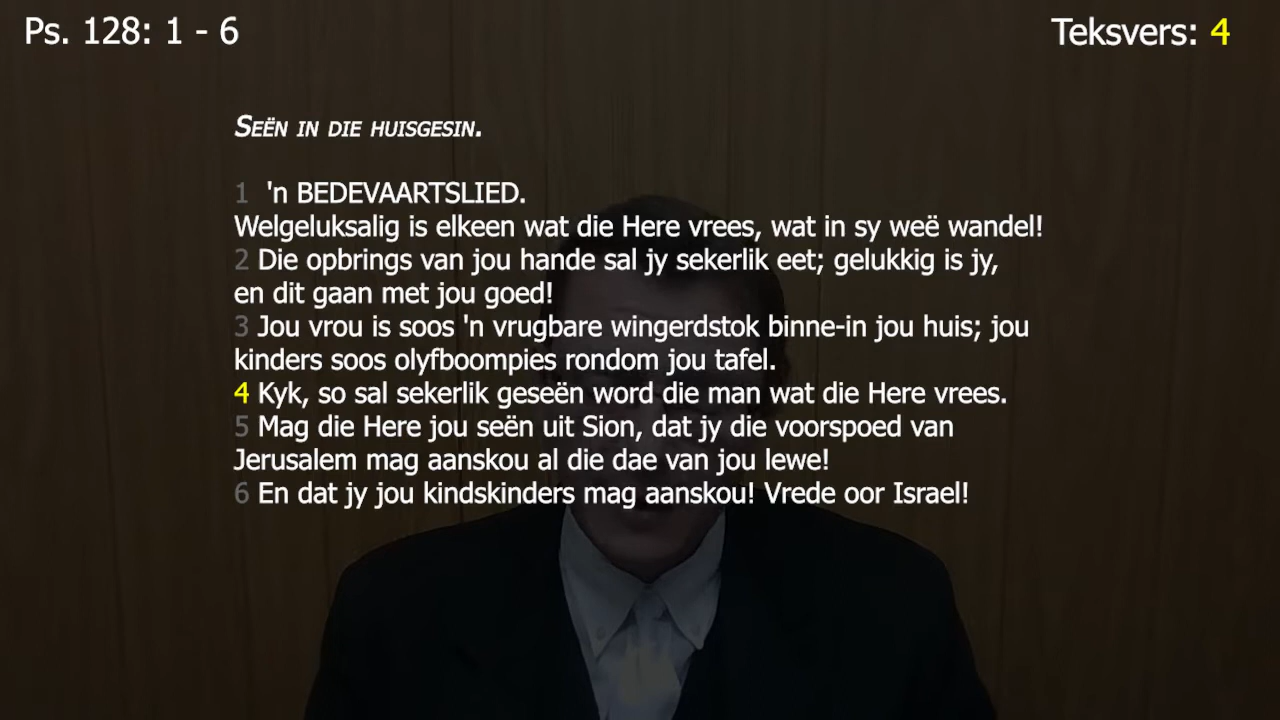 Ps. 128: 1 - 6
Teksvers: 4
SEËN IN DIE HUISGESIN.
1 'n BEDEVAARTSLIED.
Welgeluksalig is elkeen wat die Here vrees, wat in sy weë wandel!
2 Die opbrings van jou hande sal jy sekerlik eet; gelukkig is jy,
en dit gaan met jou goed!
3 Jou vrou is soos 'n vrugbare wingerdstok binne-in jou huis; jou
kinders soos olyfboompies rondom jou tafel.
4 Kyk, so sal sekerlik geseën word die man wat die Here vrees.
5 Mag die Here jou seën uit Sion, dat jy die voorspoed van
Jerusalem mag aanskou al die dae van jou lewe!
6 En dat jy jou kindskinders mag aanskou! Vrede oor Israel!